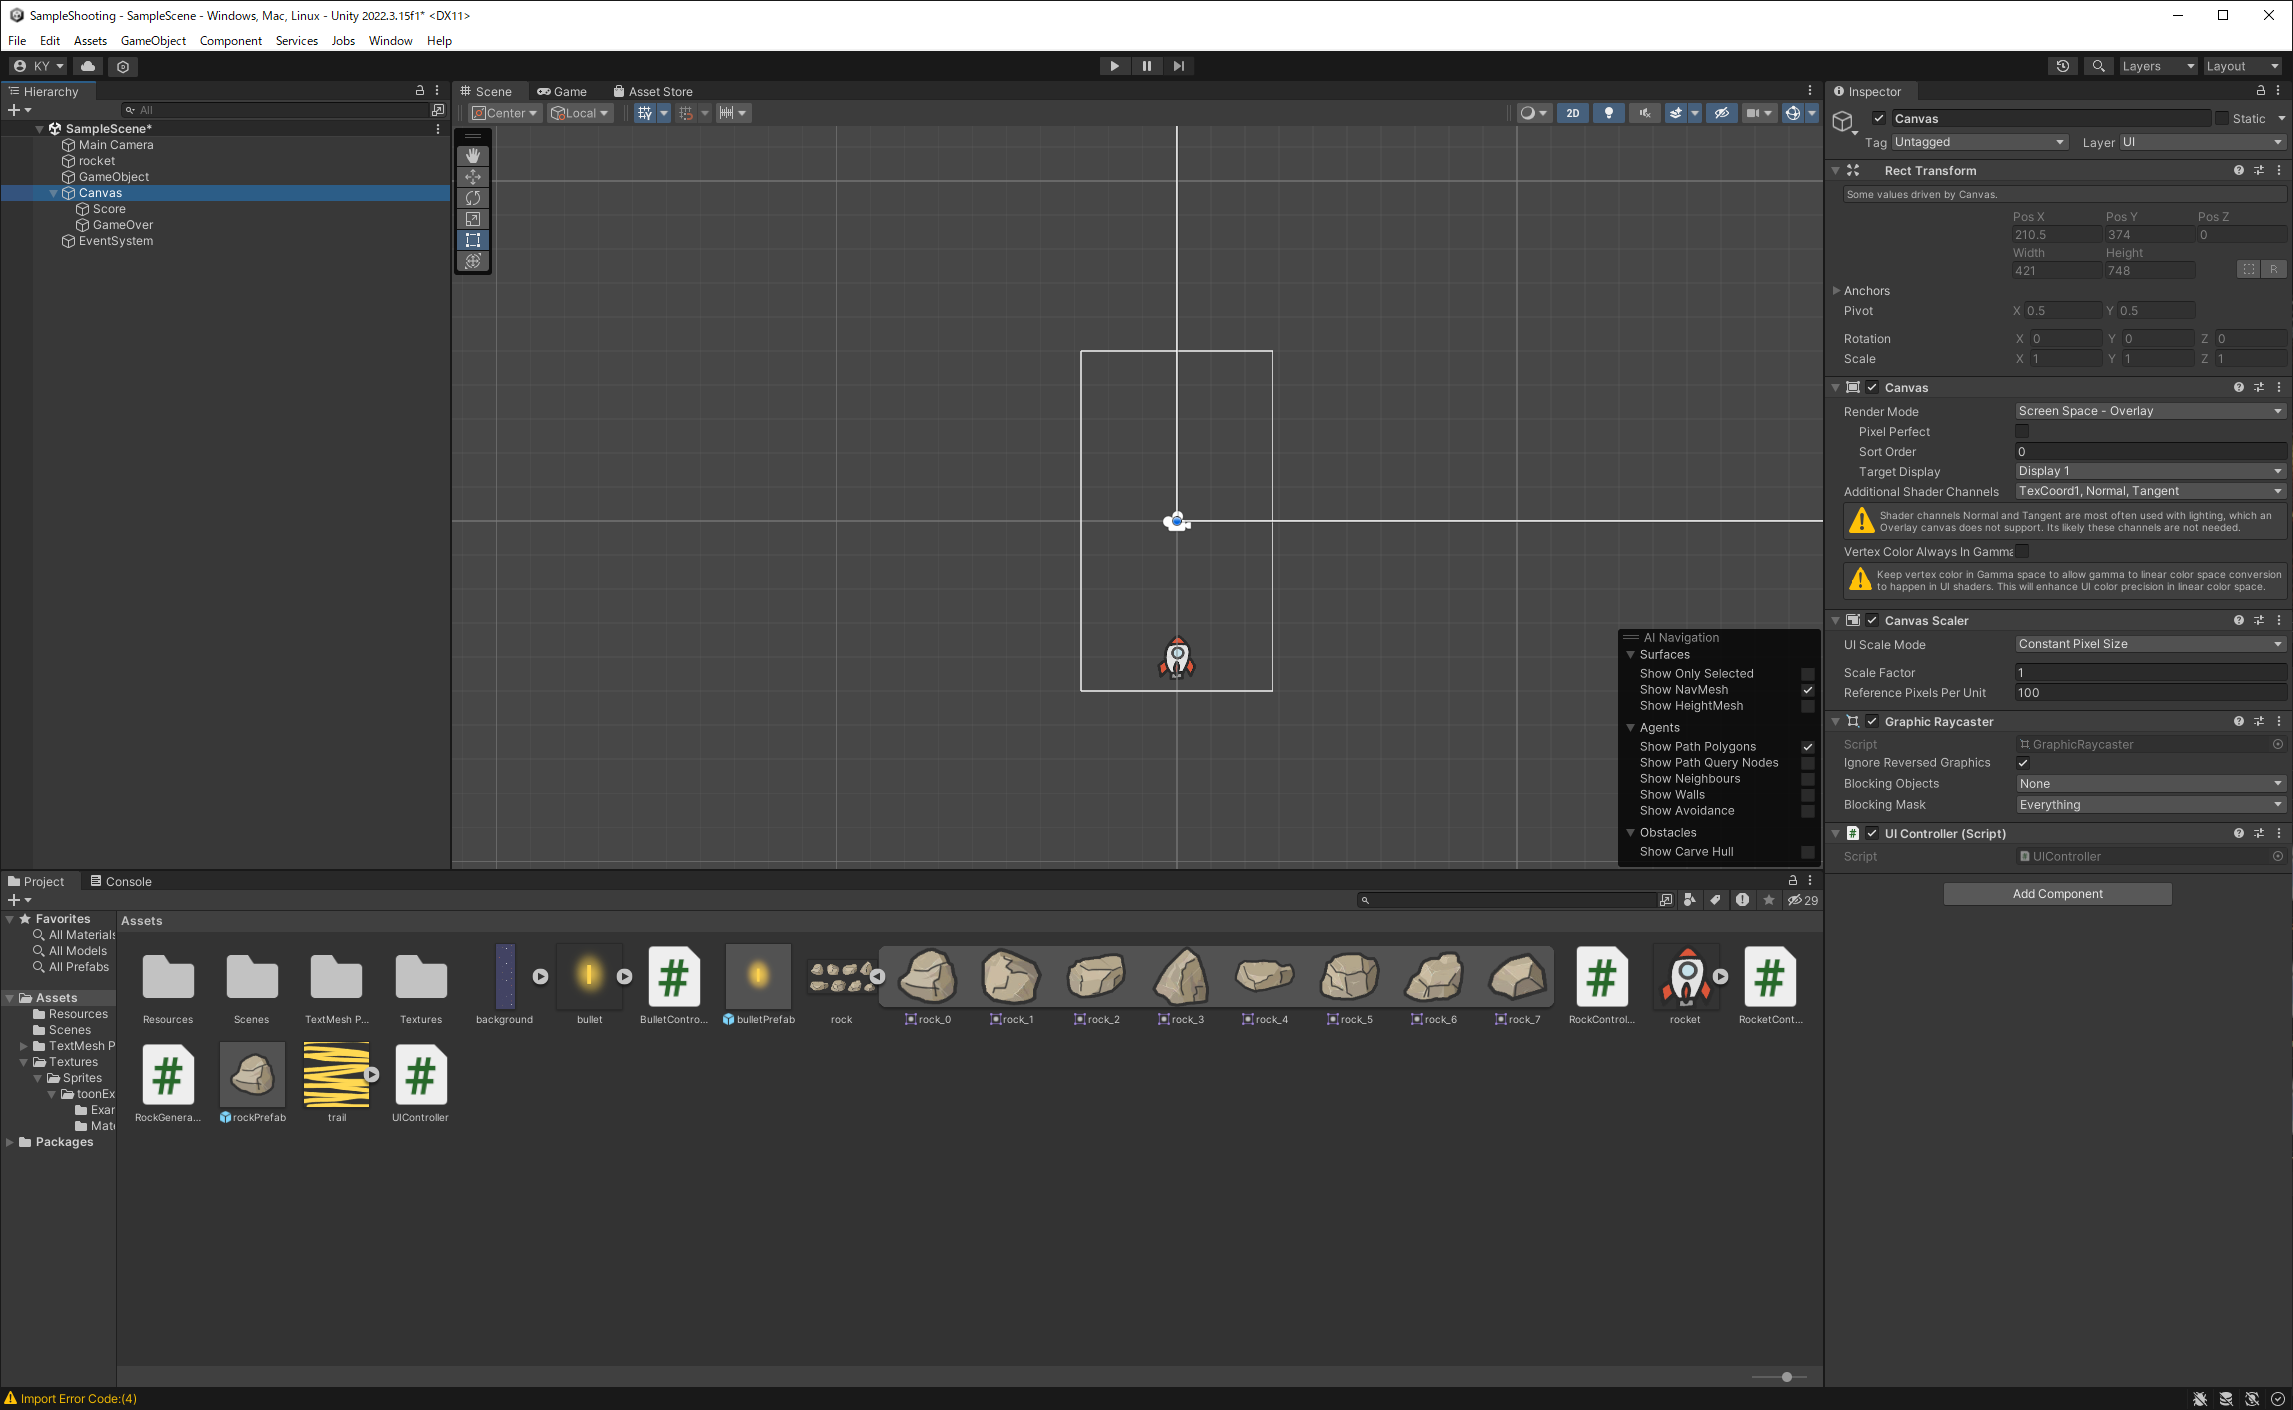 SampleShooting - SampleScene - Windows, Mac, Linux - Unity 2022.3.15f1* <DX11>
File Edit Assets GameObject Component Services Jobs Window Help
KY
Layers
Layout
Hierarchy
All
SampleScene*
Main Camera
rocket
GameObject
Canvas
Score
GameOver
EventSystem
Scene Game Asset Store
Center Local
2D
AI Navigation
Surfaces
Show Only Selected
Show NavMesh
Show HeightMesh
Agents
Show Path Polygons
Show Path Query Nodes
Show Neighbours
Show Walls
Show Avoidance
Obstacles
Show Carve Hull
Inspector
Canvas Static
Tag Untagged Layer UI
Rect Transform
Some values driven by Canvas.
Pos X Pos Y Pos Z
210.5 374 0
Width Height
421 748
R
Anchors
Pivot X 0.5 Y 0.5
Rotation X 0 Y 0 Z 0
Scale X 1 Y 1 Z 1
Canvas
Render Mode Screen Space - Overlay
Pixel Perfect
Sort Order 0
Target Display Display 1
Additional Shader Channels TexCoord1, Normal, Tangent
Shader channels Normal and Tangent are most often used with lighting, which an
Overlay canvas does not support. Its likely these channels are not needed.
Vertex Color Always In Gamma
Keep vertex color in Gamma space to allow gamma to linear color space conversion
to happen in UI shaders. This will enhance UI color precision in linear color space.
Canvas Scaler
UI Scale Mode Constant Pixel Size
Scale Factor 1
Reference Pixels Per Unit 100
Graphic Raycaster
Script GraphicRaycaster
Ignore Reversed Graphics
Blocking Objects None
Blocking Mask Everything
# UI Controller (Script)
Script UIController
Add Component
Project Console
29
Favorites
All Materials
All Models
All Prefabs
Assets
Resources
Scenes
TextMesh P
Textures
Sprites
toonEx
Exar
Mate
Packages
Assets
Resources Scenes TextMesh P... Textures background bullet BulletContro... bulletPrefab rock rock_0 rock_1 rock_2 rock_3 rock_4 rock_5 rock_6 rock_7 RockControl... rocket RocketCont...
RockGenera... rockPrefab trail UIController
Import Error Code:(4)